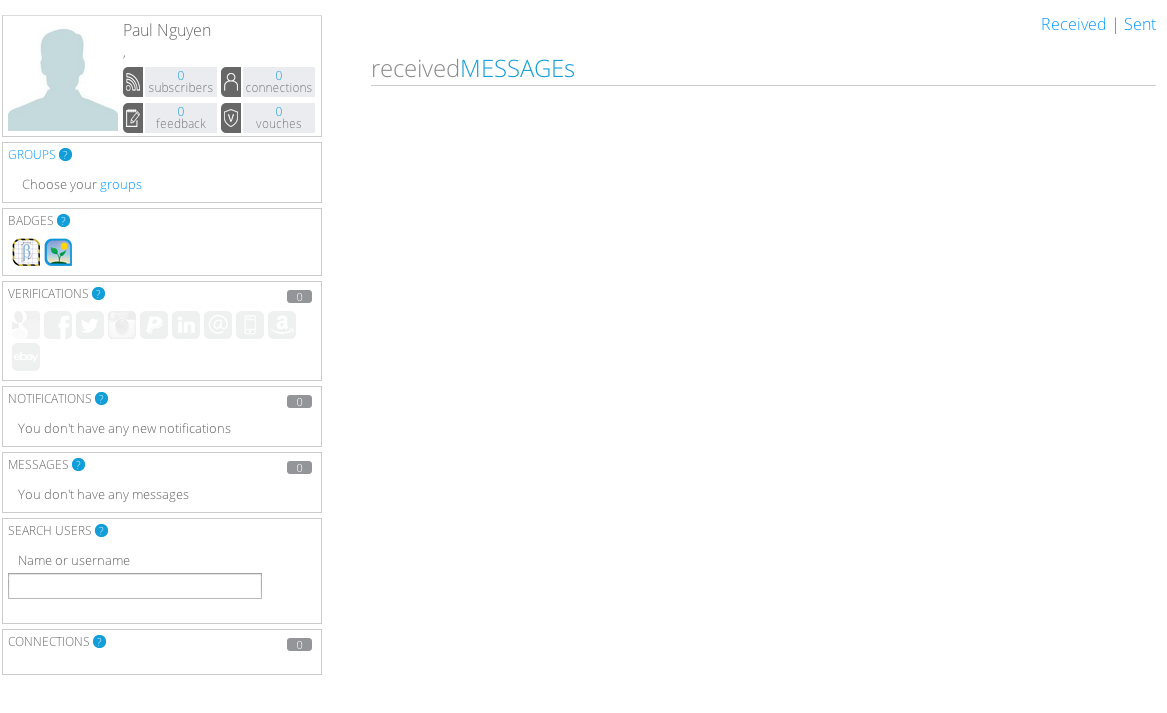 Paul Nguyen
,
0 subscribers
0 connections
0 feedback
0 vouches
GROUPS ?
Choose your groups
BADGES ?
VERIFICATIONS ? 0
ebay
NOTIFICATIONS ? 0
You don't have any new notifications
MESSAGES ? 0
You don't have any messages
SEARCH USERS ?
Name or username
CONNECTIONS ? 0
Received | Sent
receivedMESSAGEs